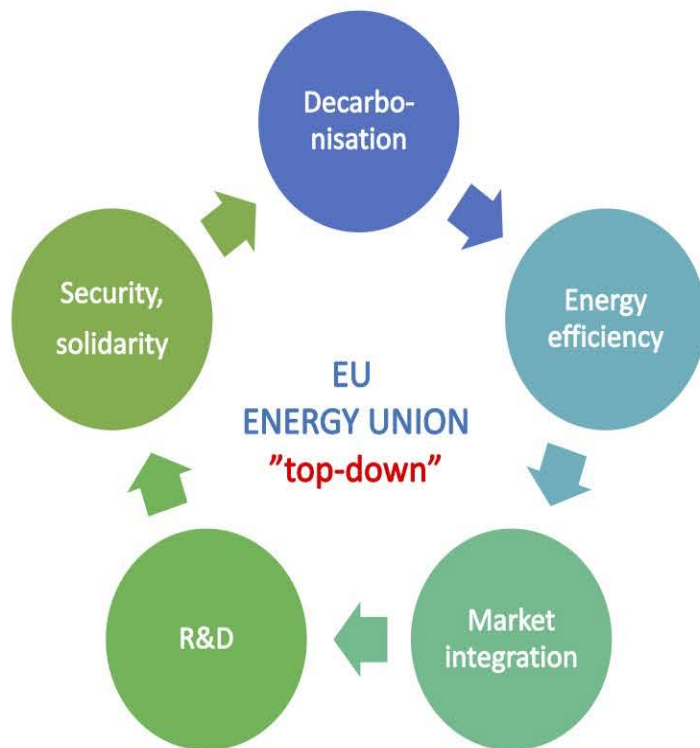 Decarbo-
nisation
Energy
efficiency
Market
integration
R&D
Security,
solidarity
EU
ENERGY UNION
”top-down”